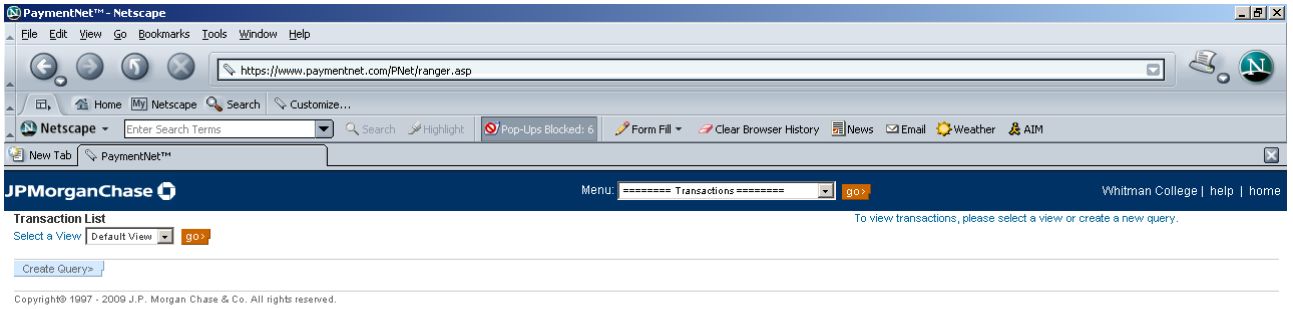 PaymentNet™ - Netscape
File Edit View Go Bookmarks Tools Window Help
https://www.paymentnet.com/PNet/ranger.asp
Home My Netscape Search Customize...
Netscape Enter Search Terms Search Highlight Pop-Ups Blocked: 6 Form Fill Clear Browser History News Email Weather AIM
New Tab PaymentNet™
JPMorganChase Menu: ======== Transactions ======== go> Whitman College | help | home
Transaction List To view transactions, please select a view or create a new query.
Select a View Default View go>
Create Query>
Copyright© 1997 - 2009 J.P. Morgan Chase & Co. All rights reserved.